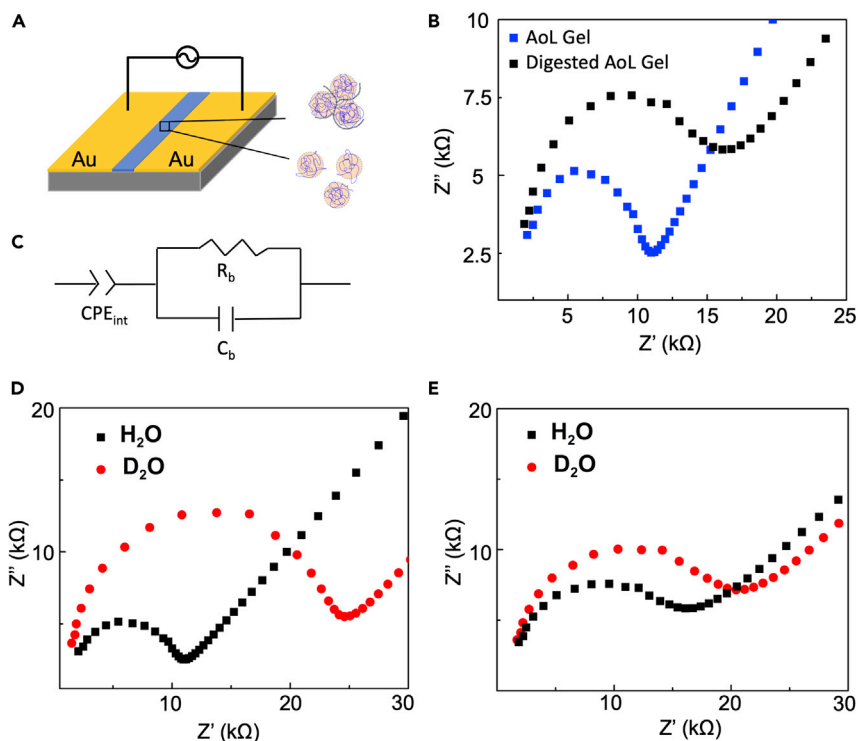 A
Au
Au
B
AoL Gel
Digested AoL Gel
Z'' (kΩ)
10
7.5
5
2.5
5
10
15
20
25
Z' (kΩ)
C
CPEint
Rb
Cb
D
H2O
D2O
Z'' (kΩ)
20
10
10
20
30
Z' (kΩ)
E
H2O
D2O
Z'' (kΩ)
20
10
10
20
30
Z' (kΩ)